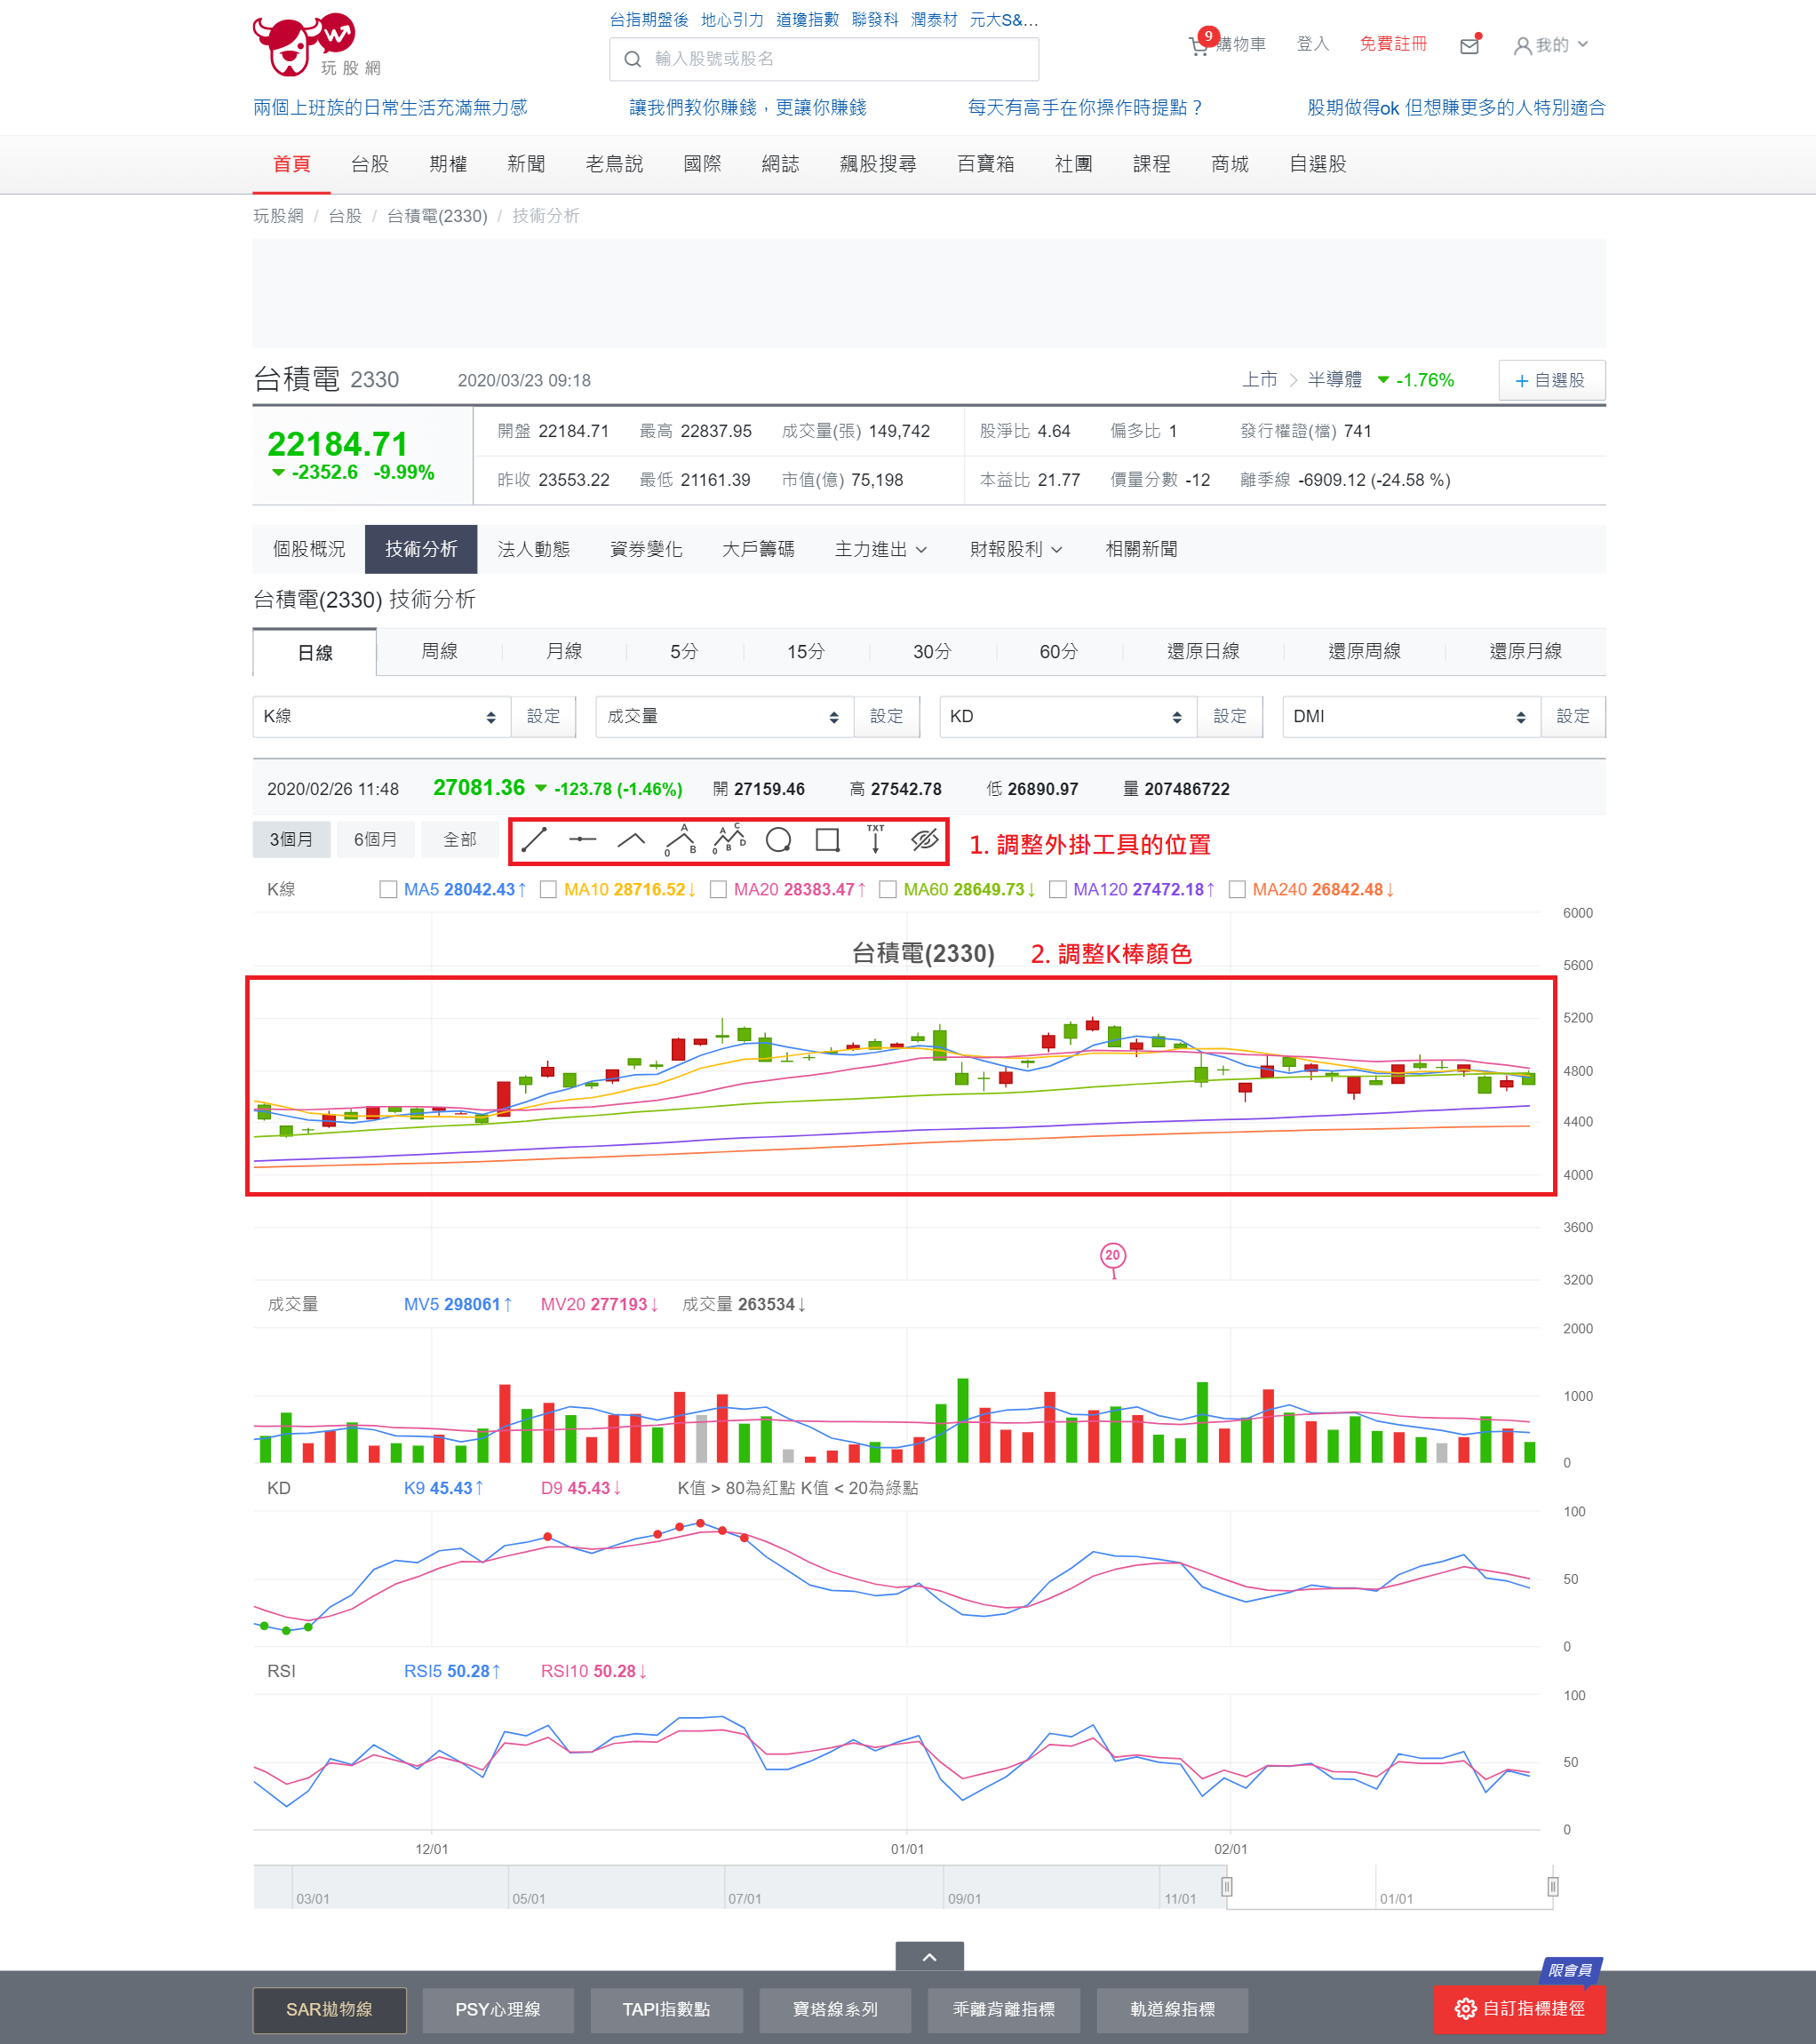 台指期盤後 地心引力 道瓊指數 聯發科 潤泰材 元大S&...
玩股網
輸入股號或股名
9
購物車 登入 免費註冊 我的
兩個上班族的日常生活充滿無力感 讓我們教你賺錢，更讓你賺錢 每天有高手在你操作時提點？ 股期做得ok 但想賺更多的人特別適合
首頁 台股 期權 新聞 老鳥說 國際 網誌 飆股搜尋 百寶箱 社團 課程 商城 自選股
玩股網 / 台股 / 台積電(2330) / 技術分析
台積電 2330 2020/03/23 09:18 上市 > 半導體 ▼ -1.76% + 自選股
22184.71
▼ -2352.6 -9.99%
開盤 22184.71 最高 22837.95 成交量(張) 149,742 股淨比 4.64 偏多比 1 發行權證(檔) 741
昨收 23553.22 最低 21161.39 市值(億) 75,198 本益比 21.77 價量分數 -12 離季線 -6909.12 (-24.58 %)
個股概況 技術分析 法人動態 資券變化 大戶籌碼 主力進出 財報股利 相關新聞
台積電(2330) 技術分析
日線 周線 月線 5分 15分 30分 60分 還原日線 還原周線 還原月線
K線 設定 成交量 設定 KD 設定 DMI 設定
2020/02/26 11:48 27081.36 ▼ -123.78 (-1.46%) 開 27159.46 高 27542.78 低 26890.97 量 207486722
3個月 6個月 全部 0 A B 0 A B C D TXT 1. 調整外掛工具的位置
K線 MA5 28042.43↑ MA10 28716.52↓ MA20 28383.47↑ MA60 28649.73↓ MA120 27472.18↑ MA240 26842.48↓
6000
台積電(2330) 2. 調整K棒顏色
5600
5200
4800
4400
4000
3600
20
3200
成交量 MV5 298061↑ MV20 277193↓ 成交量 263534↓
2000
1000
0
KD K9 45.43↑ D9 45.43↓ K值 > 80為紅點 K值 < 20為綠點
100
50
0
RSI RSI5 50.28↑ RSI10 50.28↓
100
50
0
12/01 01/01 02/01
03/01 05/01 07/01 09/01 11/01 01/01
限會員
SAR拋物線 PSY心理線 TAPI指數點 寶塔線系列 乖離背離指標 軌道線指標 自訂指標捷徑